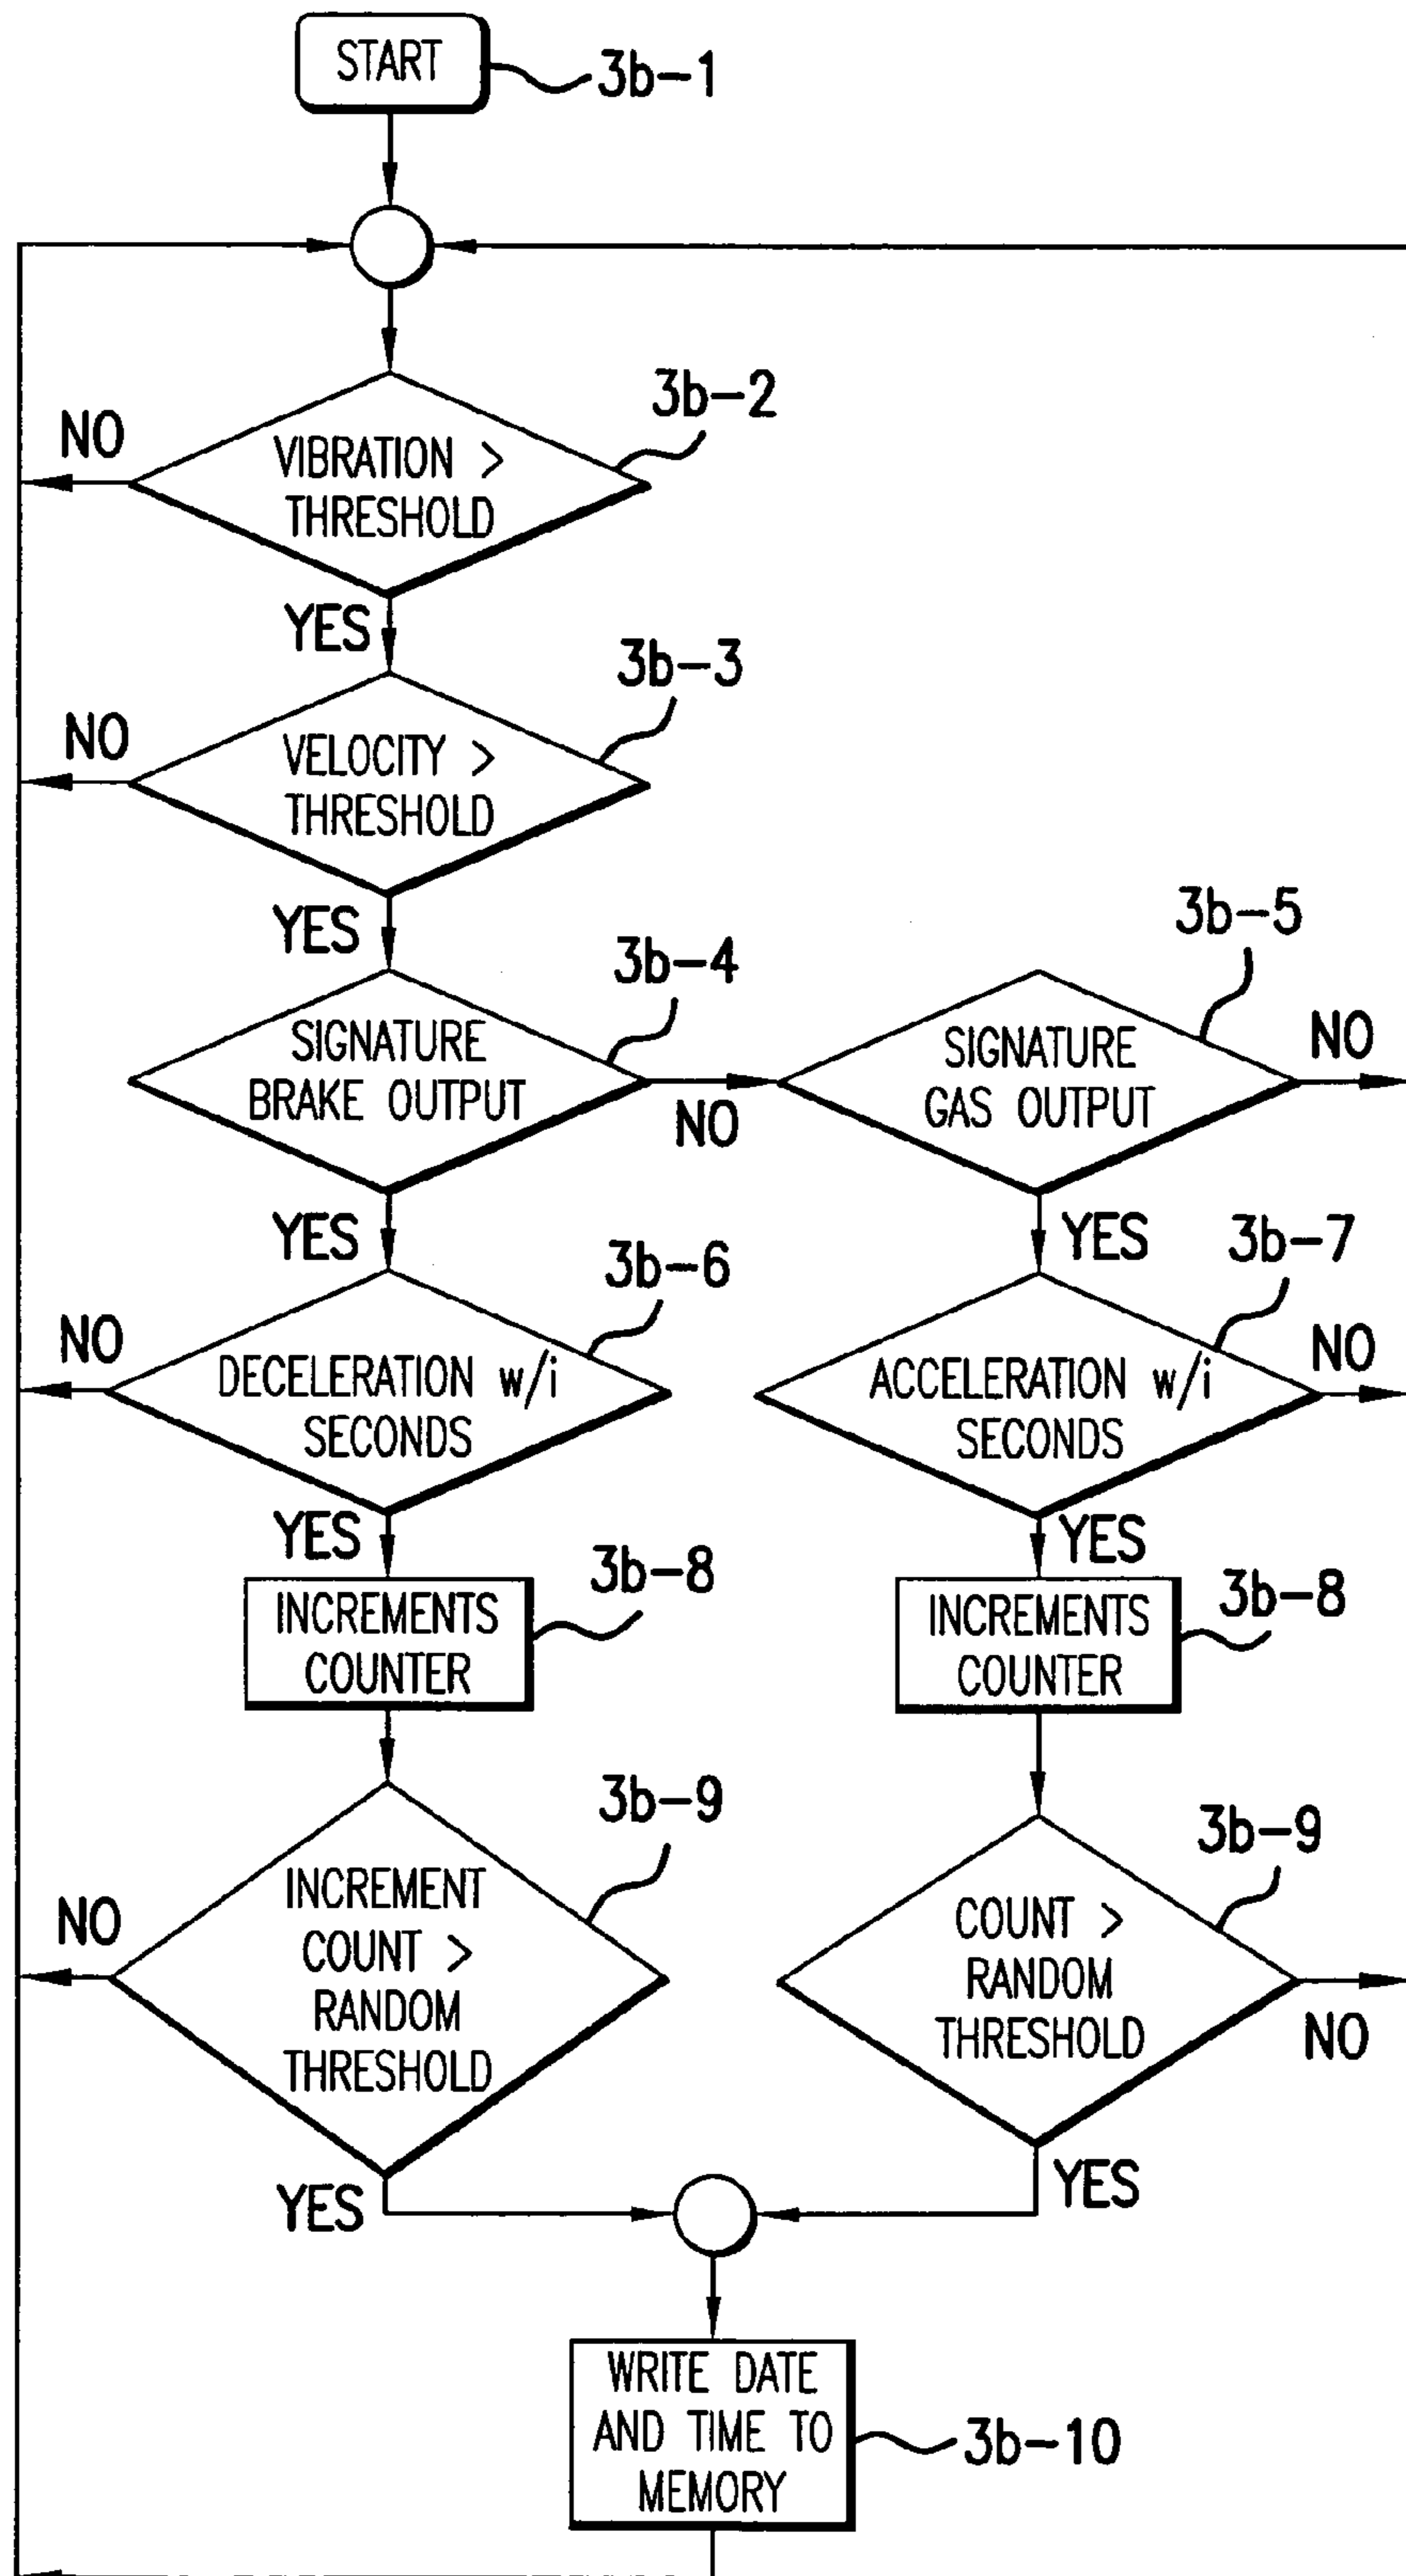 START
3b-1
3b-2
NO
VIBRATION >
THRESHOLD
YES
3b-3
NO
VELOCITY >
THRESHOLD
YES
3b-4
SIGNATURE
BRAKE OUTPUT
NO
3b-5
SIGNATURE
GAS OUTPUT
NO
YES
3b-6
NO
DECELERATION w/i
SECONDS
YES
3b-7
ACCELERATION w/i
SECONDS
NO
YES
INCREMENTS
COUNTER
3b-8
YES
INCREMENTS
COUNTER
3b-8
3b-9
NO
INCREMENT
COUNT >
RANDOM
THRESHOLD
YES
3b-9
COUNT >
RANDOM
THRESHOLD
NO
YES
WRITE DATE
AND TIME TO
MEMORY
3b-10